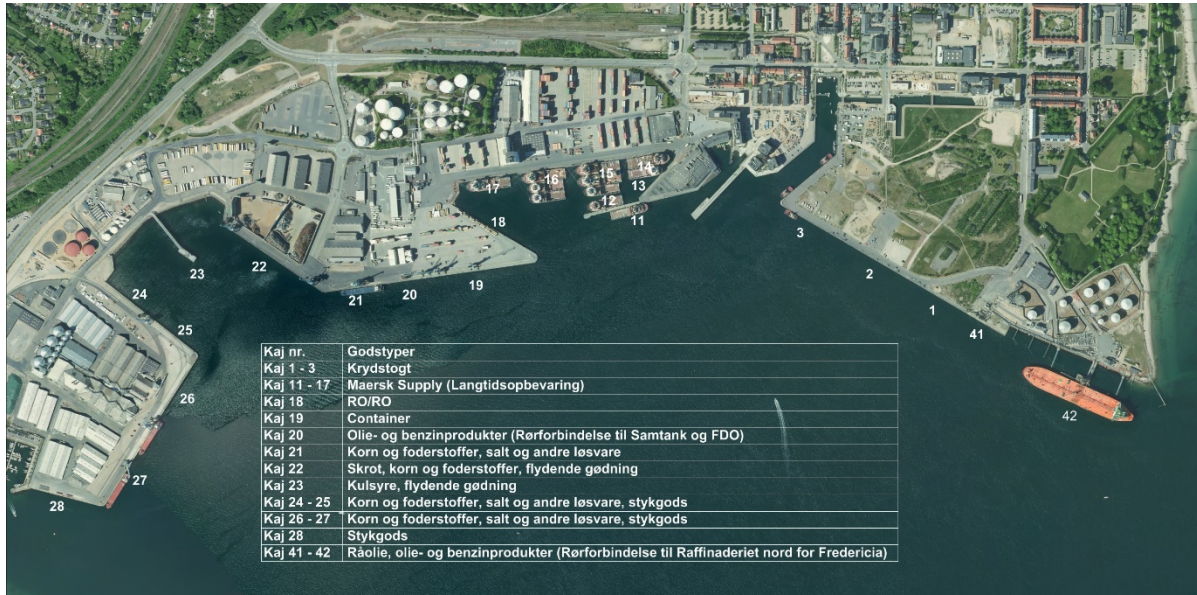 17
16
15
14
13
12
11
18
23
22
21
20
19
24
25
26
27
28
3
2
1
41
42
Kaj nr. Godstyper
Kaj 1 - 3 Krydstogt
Kaj 11 - 17 Maersk Supply (Langtidsopbevaring)
Kaj 18 RO/RO
Kaj 19 Container
Kaj 20 Olie- og benzinprodukter (Rørforbindelse til Samtank og FDO)
Kaj 21 Korn og foderstoffer, salt og andre løsvare
Kaj 22 Skrot, korn og foderstoffer, flydende gødning
Kaj 23 Kulsyre, flydende gødning
Kaj 24 - 25 Korn og foderstoffer, salt og andre løsvare, stykgods
Kaj 26 - 27 Korn og foderstoffer, salt og andre løsvare, stykgods
Kaj 28 Stykgods
Kaj 41 - 42 Råolie, olie- og benzinprodukter (Rørforbindelse til Raffinaderiet nord for Fredericia)